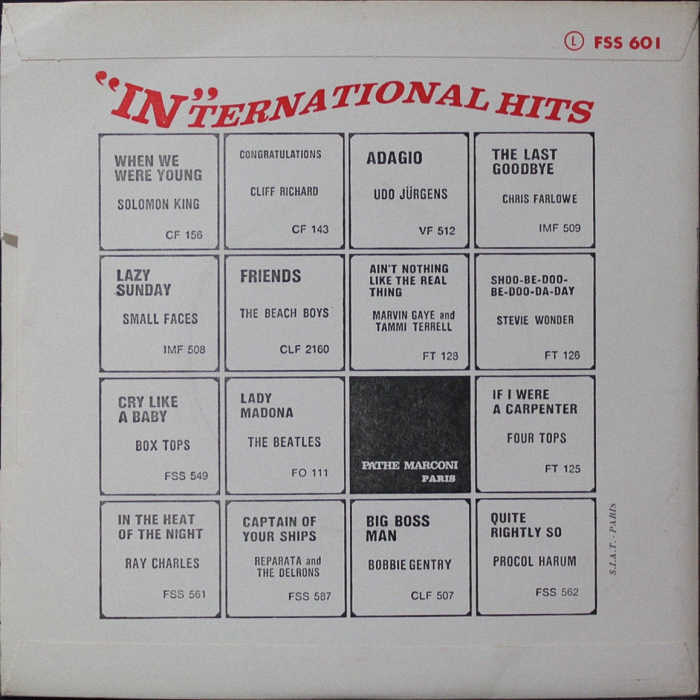 Ⓛ FSS 601
"IN"TERNATIONAL HITS
WHEN WE
WERE YOUNG
SOLOMON KING
CF 156
CONGRATULATIONS
CLIFF RICHARD
CF 143
ADAGIO
UDO JÜRGENS
VF 512
THE LAST
GOODBYE
CHRIS FARLOWE
IMF 509
LAZY
SUNDAY
SMALL FACES
IMF 508
FRIENDS
THE BEACH BOYS
CLF 2160
AIN'T NOTHING
LIKE THE REAL
THING
MARVIN GAYE and
TAMMI TERRELL
FT 123
SHOO-BE-DOO-
BE-DOO-DA-DAY
STEVIE WONDER
FT 126
CRY LIKE
A BABY
BOX TOPS
FSS 549
LADY
MADONA
THE BEATLES
FO 111
PATHE MARCONI
PARIS
IF I WERE
A CARPENTER
FOUR TOPS
FT 125
IN THE HEAT
OF THE NIGHT
RAY CHARLES
FSS 561
CAPTAIN OF
YOUR SHIPS
REPARATA and
THE DELRONS
FSS 587
BIG BOSS
MAN
BOBBIE GENTRY
CLF 507
QUITE
RIGHTLY SO
PROCOL HARUM
FSS 562
S.I.A.T. - PARIS